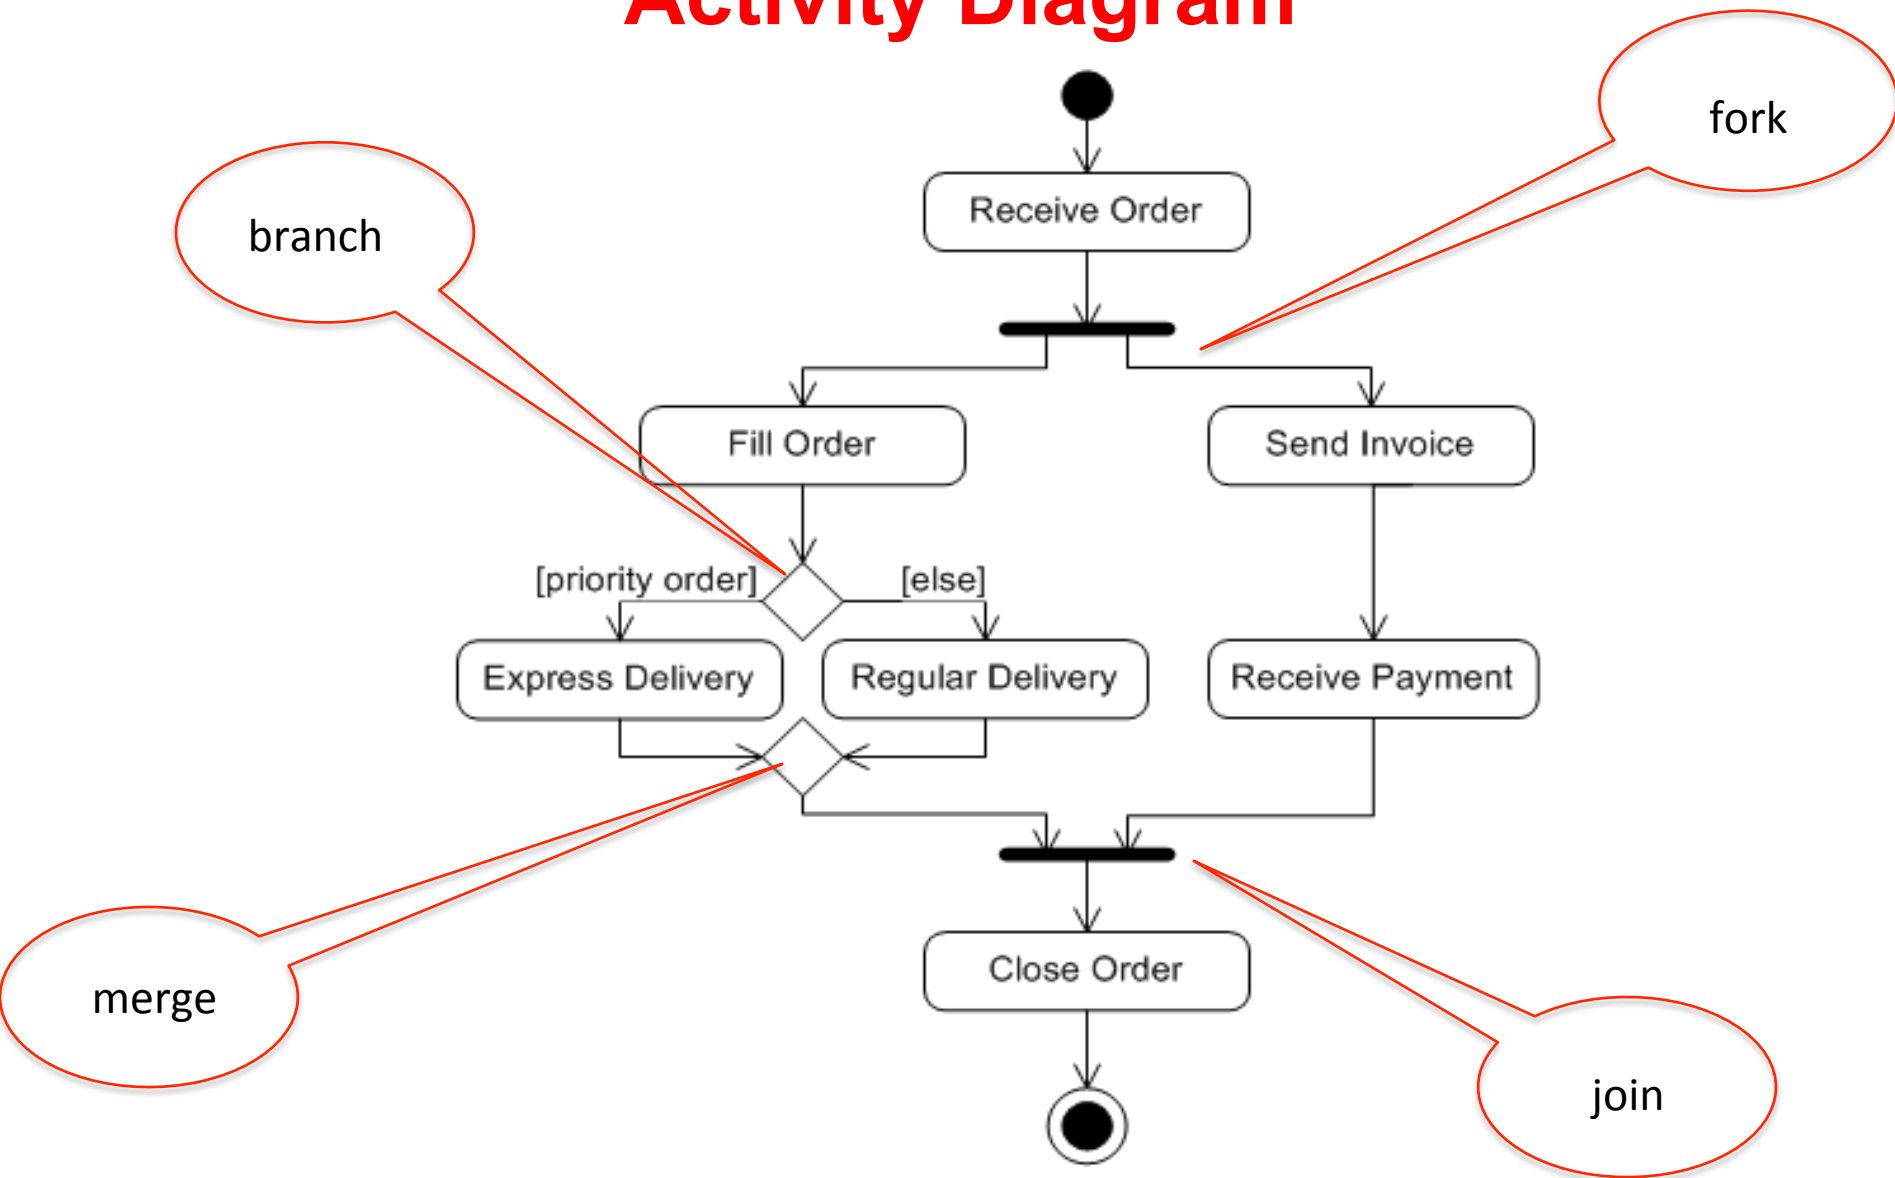 Activity Diagram
fork
branch
Receive Order
Fill Order
Send Invoice
[priority order]
[else]
Express Delivery
Regular Delivery
Receive Payment
merge
Close Order
join